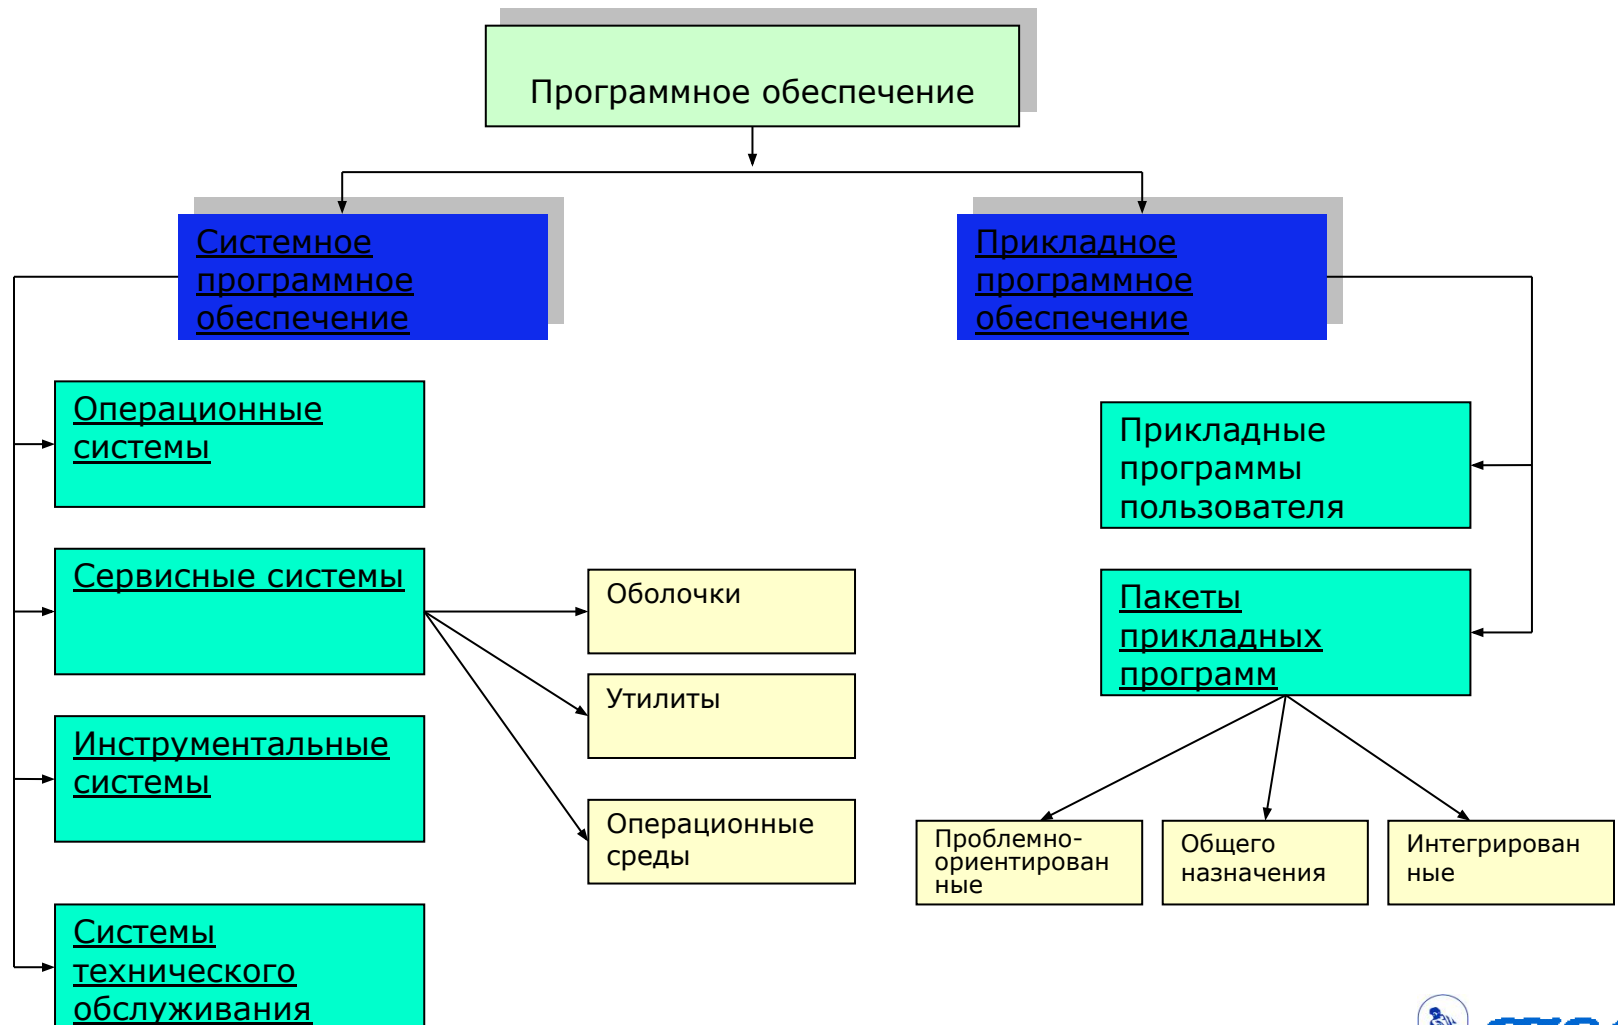 Программное обеспечение
Системное
программное
обеспечение
Прикладное
программное
обеспечение
Операционные
системы
Сервисные системы
Инструментальные
системы
Системы
технического
обслуживания
Оболочки
Утилиты
Операционные
среды
Прикладные
программы
пользователя
Пакеты
прикладных
программ
Проблемно-
ориентирован
ные
Общего
назначения
Интегрирован
ные